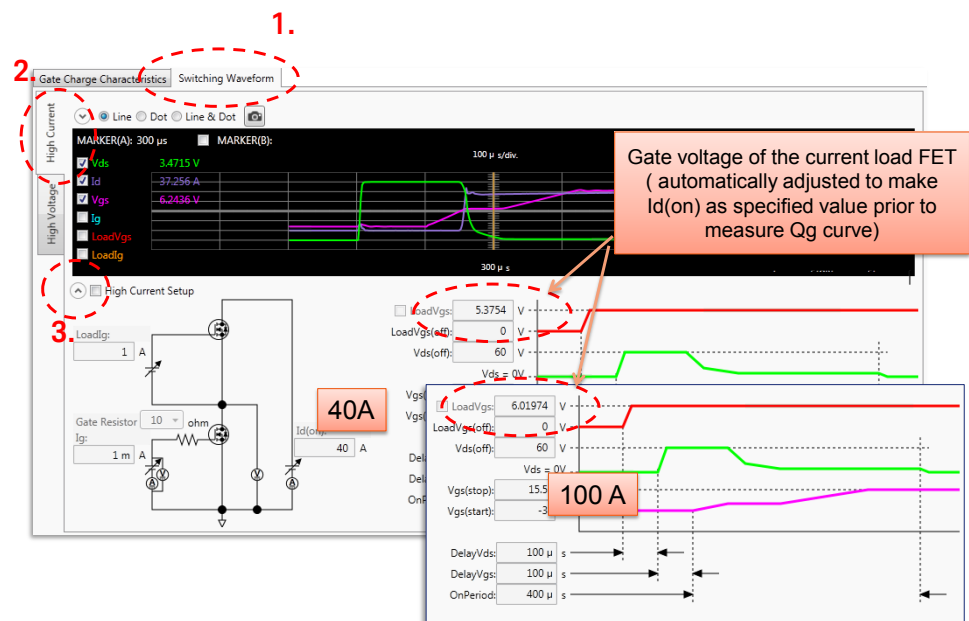 1.
2.
Gate Charge Characteristics
Switching Waveform
High Current
High Voltage
Line
Dot
Line & Dot
MARKER(A): 300 µs
MARKER(B):
100 µ s/div.
Vds 3.4715 V
Id 37.256 A
Vgs 6.2436 V
Ig
LoadVgs
LoadIg
300 µ s
Gate voltage of the current load FET
( automatically adjusted to make
Id(on) as specified value prior to
measure Qg curve)
3.
High Current Setup
LoadIg:
1 A
Gate Resistor 10 ohm
Ig:
1 m A
A
V
V
A
Id(on):
40 A
40A
LoadVgs: 5.3754 V
LoadVgs(off): 0 V
Vds(off): 60 V
Vds = 0V
Vgs(
Vgs(
Del
Del
OnP
LoadVgs: 6.01974 V
LoadVgs(off): 0 V
Vds(off): 60 V
Vds = 0V
Vgs(stop): 15.5
Vgs(start): -3
100 A
DelayVds: 100 µ s
DelayVgs: 100 µ s
OnPeriod: 400 µ s